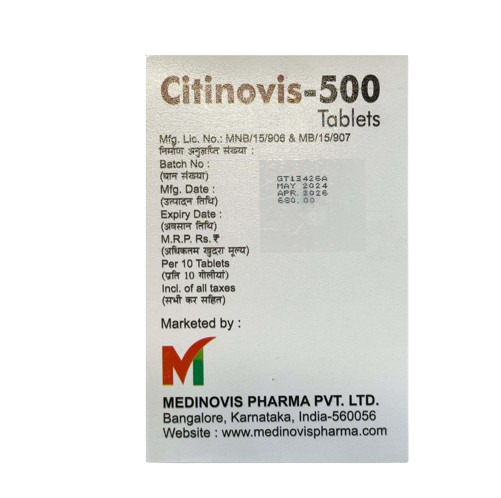 Citinovis-500
Tablets
Mfg. Lic. No.: MNB/15/906 & MB/15/907
निर्माण अनुज्ञप्ति संख्या :
Batch No :
(घान संख्या)
GT13426A
Mfg. Date :
MAY 2024
(उत्पादन तिथि)
APR. 2026
Expiry Date :
680.00
(अवसान तिथि)
M.R.P. Rs. ₹
(अधिकतम खुदरा मूल्य)
Per 10 Tablets
(प्रति 10 गोलीयां)
Incl. of all taxes
(सभी कर सहित)
Marketed by :
MEDINOVIS PHARMA PVT. LTD.
Bangalore, Karnataka, India-560056
Website : www.medinovispharma.com